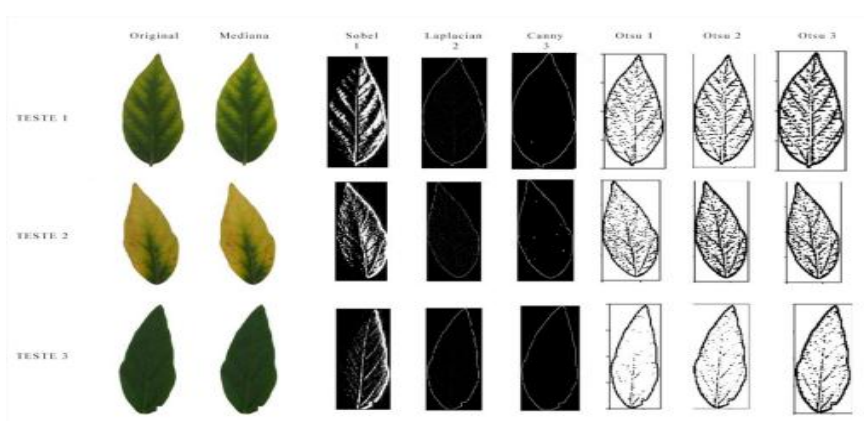 Original Mediana Sobel Laplacian Canny Otsu 1 Otsu 2 Otsu 3
1 2 3
TESTE 1
TESTE 2
TESTE 3